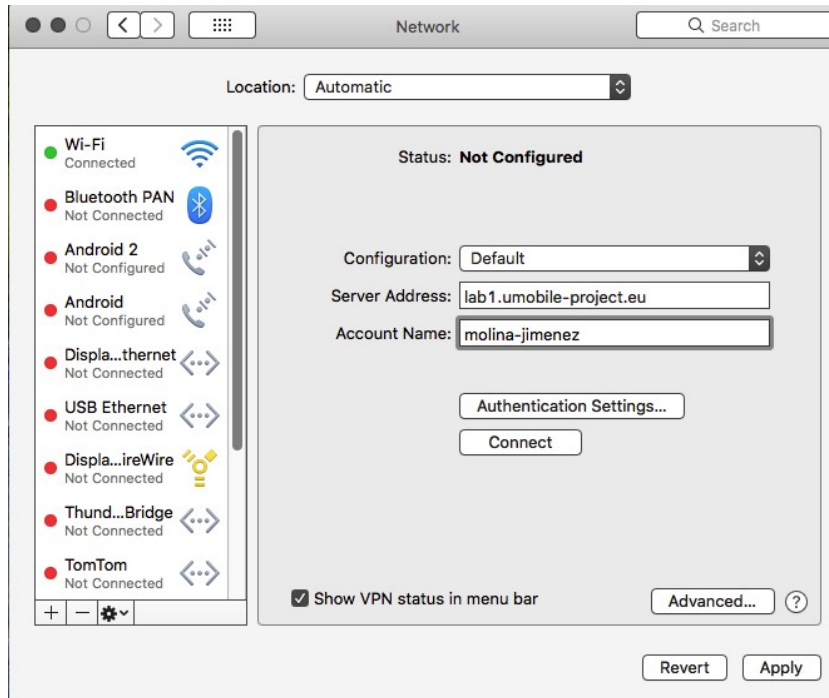 Network
Search
Location: Automatic
Wi-Fi
Connected
Bluetooth PAN
Not Connected
Android 2
Not Configured
Android
Not Configured
Displa...thernet
Not Connected
USB Ethernet
Not Connected
Displa...ireWire
Not Connected
Thund...Bridge
Not Connected
TomTom
Not Connected
Status: Not Configured
Configuration: Default
Server Address: lab1.umobile-project.eu
Account Name: molina-jimenez
Authentication Settings...
Connect
Show VPN status in menu bar
Advanced... ?
Revert Apply